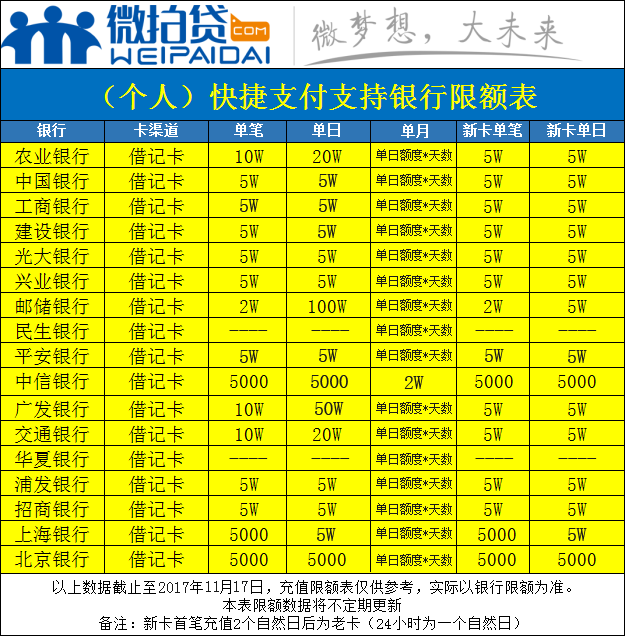 微拍贷.COM
WEIPAIDAI
微梦想，大未来
（个人）快捷支付支持银行限额表
银行 卡渠道 单笔 单日 单月 新卡单笔 新卡单日
农业银行 借记卡 10W 20W 单日额度*天数 5W 5W
中国银行 借记卡 5W 5W 单日额度*天数 5W 5W
工商银行 借记卡 5W 5W 单日额度*天数 5W 5W
建设银行 借记卡 5W 5W 单日额度*天数 5W 5W
光大银行 借记卡 5W 5W 单日额度*天数 5W 5W
兴业银行 借记卡 5W 5W 单日额度*天数 5W 5W
邮储银行 借记卡 2W 100W 单日额度*天数 2W 5W
民生银行 借记卡 ---- ---- 单日额度*天数 ---- ----
平安银行 借记卡 5W 5W 单日额度*天数 5W 5W
中信银行 借记卡 5000 5000 2W 5000 5000
广发银行 借记卡 10W 50W 单日额度*天数 5W 5W
交通银行 借记卡 10W 20W 单日额度*天数 5W 5W
华夏银行 借记卡 ---- ---- 单日额度*天数 ---- ----
浦发银行 借记卡 5W 5W 单日额度*天数 5W 5W
招商银行 借记卡 5W 5W 单日额度*天数 5W 5W
上海银行 借记卡 5000 5W 单日额度*天数 5000 5W
北京银行 借记卡 5000 5000 单日额度*天数 5000 5000
以上数据截止至2017年11月17日，充值限额表仅供参考，实际以银行限额为准。
本表限额数据将不定期更新
备注：新卡首笔充值2个自然日后为老卡（24小时为一个自然日）